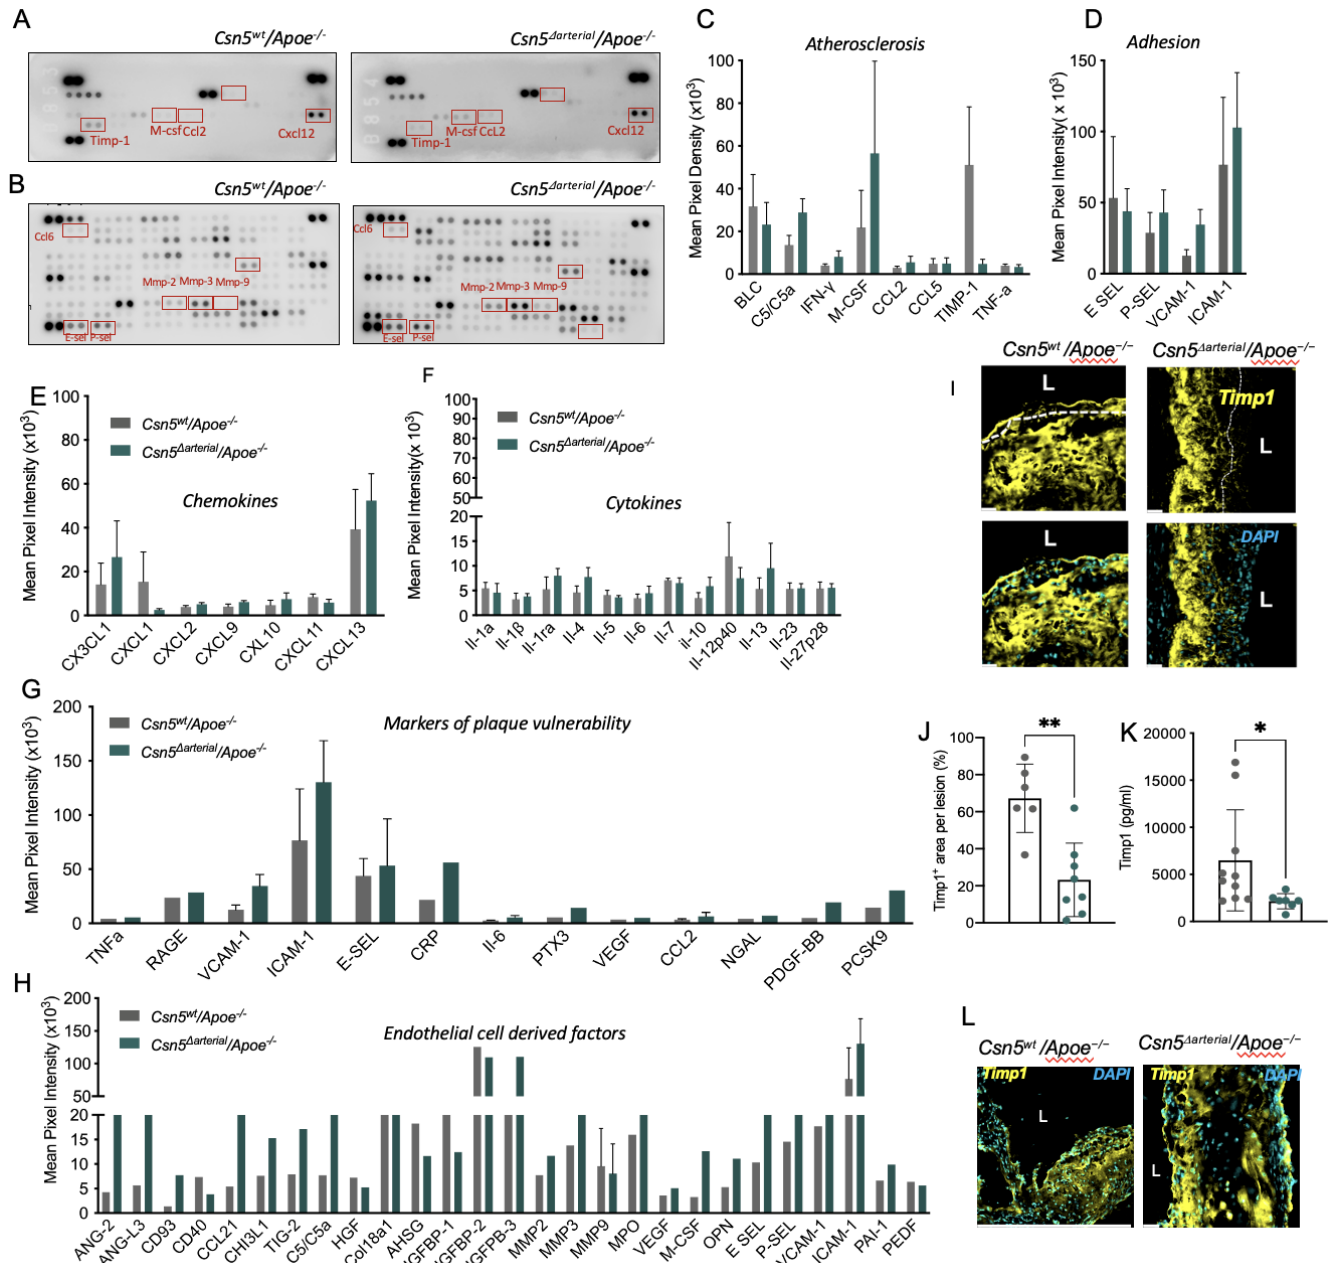 A
Csn5wt/Apoe-/-
Csn5Δarterial/Apoe-/-
Timp-1
M-csf Ccl2
Cxcl12
Timp-1
M-csf CcL2
Cxcl12
B
Csn5wt/Apoe-/-
Csn5Δarterial/Apoe-/-
Ccl6
Mmp-2 Mmp-3 Mmp-9
E-sel P-sel
Ccl6
Mmp-2 Mmp-3 Mmp-9
E-sel P-sel
C
Atherosclerosis
Mean Pixel Density (x10³)
100
80
60
40
20
0
BLC
C5/C5a
IFN-γ
M-CSF
CCL2
CCL5
TIMP-1
TNF-a
D
Adhesion
Mean Pixel Intensity( x 10³)
150
100
50
0
E SEL
P-SEL
VCAM-1
ICAM-1
E
Mean Pixel Intensity (x10³)
100
80
60
40
20
0
Csn5wt/Apoe-/-
Csn5Δarterial/Apoe-/-
Chemokines
CX3CL1
CXCL1
CXCL2
CXCL9
CXL10
CXCL11
CXCL13
F
Mean Pixel Intensity(x 10³)
100
90
80
70
60
50
20
15
10
5
0
Csn5wt/Apoe-/-
Csn5Δarterial/Apoe-/-
Cytokines
Il-1a
Il-1β
Il-1ra
Il-4
Il-5
Il-6
Il-7
il-10
Il-12p40
Il-13
Il-23
Il-27p28
I
Csn5wt /Apoe−/−
Csn5Δarterial/Apoe−/−
L
Timp1
L
L
DAPI
L
G
Mean Pixel Intensity (x10³)
200
150
100
50
0
Csn5wt/Apoe-/-
Csn5Δarterial/Apoe-/-
Markers of plaque vulnerability
TNFa
RAGE
VCAM-1
ICAM-1
E-SEL
CRP
Il-6
PTX3
VEGF
CCL2
NGAL
PDGF-BB
PCSK9
J
Timp1+ area per lesion (%)
100
80
60
40
20
0
**
K
Timp1 (pg/ml)
20000
15000
10000
5000
0
*
H
Mean Pixel Intensity (x10³)
200
150
100
50
20
15
10
5
0
Csn5wt/Apoe-/-
Csn5Δarterial/Apoe-/-
Endothelial cell derived factors
ANG-2
ANG-L3
CD93
CD40
CCL21
CHI3L1
TIG-2
C5/C5a
HGF
Col18a1
AHSG
IGFBP-1
IGFBP-2
IGFPB-3
MMP2
MMP3
MMP9
MPO
VEGF
M-CSF
OPN
E SEL
P-SEL
VCAM-1
ICAM-1
PAI-1
PEDF
L
Csn5wt /Apoe−/−
Csn5Δarterial/Apoe−/−
Timp1 DAPI
L
Timp1 DAPI
L